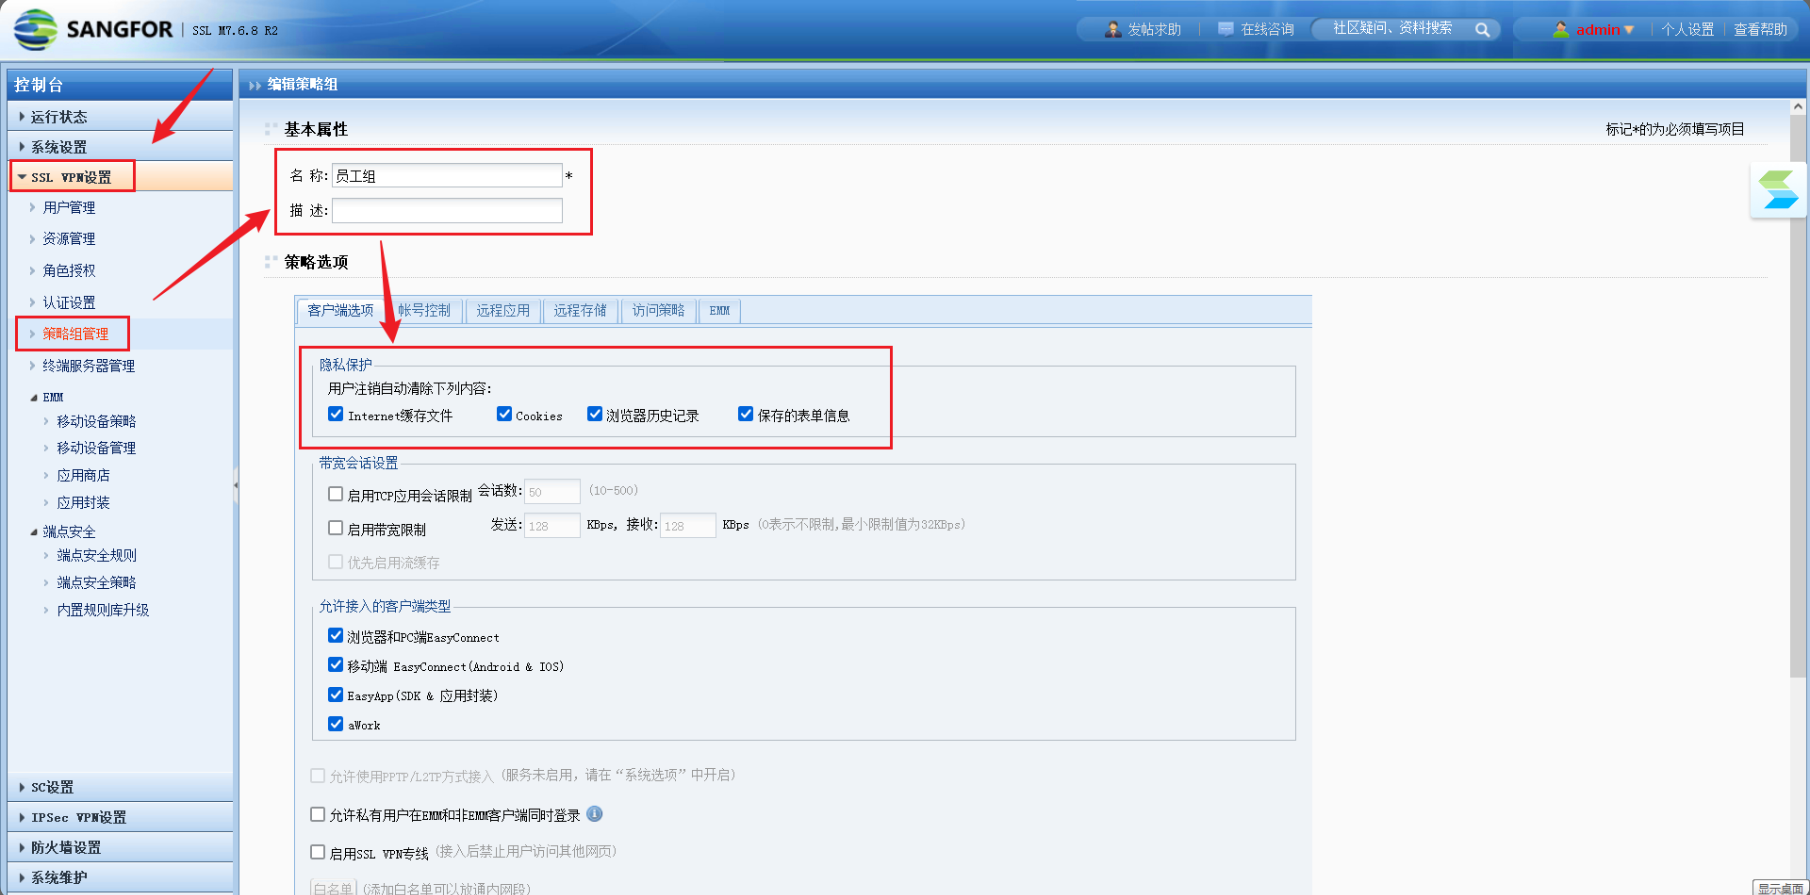 SANGFOR | SSL M7.6.8 R2
发帖求助
在线咨询
社区疑问、资料搜索
admin
个人设置
查看帮助
控制台
运行状态
系统设置
SSL VPN设置
用户管理
资源管理
角色授权
认证设置
策略组管理
终端服务器管理
EMM
移动设备策略
移动设备管理
应用商店
应用封装
端点安全
端点安全规则
端点安全策略
内置规则库升级
SC设置
IPSec VPN设置
防火墙设置
系统维护
编辑策略组
基本属性
标记*的为必须填写项目
名 称: 员工组 *
描 述:
策略选项
客户端选项 帐号控制 远程应用 远程存储 访问策略 EMM
隐私保护
用户注销自动清除下列内容:
Internet缓存文件 Cookies 浏览器历史记录 保存的表单信息
带宽会话设置
启用TCP应用会话限制 会话数: 50 (10-500)
启用带宽限制 发送: 128 KBps, 接收: 128 KBps (0表示不限制,最小限制值为32KBps)
优先启用流缓存
允许接入的客户端类型
浏览器和PC端EasyConnect
移动端 EasyConnect(Android & IOS)
EasyApp(SDK & 应用封装)
aWork
允许使用PPTP/L2TP方式接入 (服务未启用, 请在“系统选项”中开启)
允许私有用户在EMM和非EMM客户端同时登录
启用SSL VPN专线 (接入后禁止用户访问其他网页)
白名单 (添加白名单可以放通内网段)
显示桌面